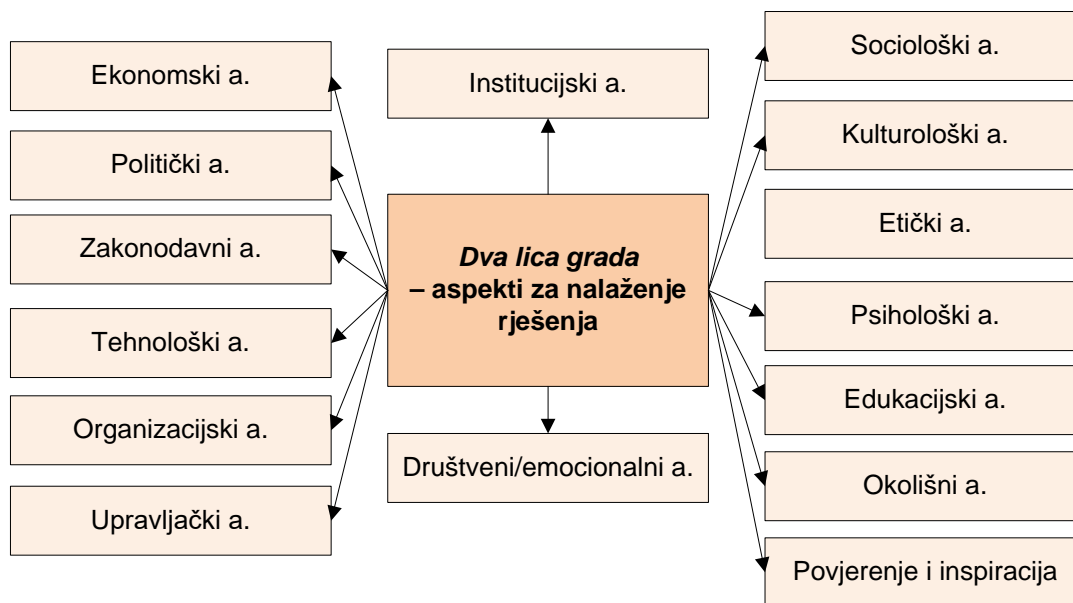 Ekonomski a.
Politički a.
Zakonodavni a.
Tehnološki a.
Organizacijski a.
Upravljački a.
Institucijski a.
Dva lica grada
– aspekti za nalaženje
rješenja
Društveni/emocionalni a.
Sociološki a.
Kulturološki a.
Etički a.
Psihološki a.
Edukacijski a.
Okolišni a.
Povjerenje i inspiracija